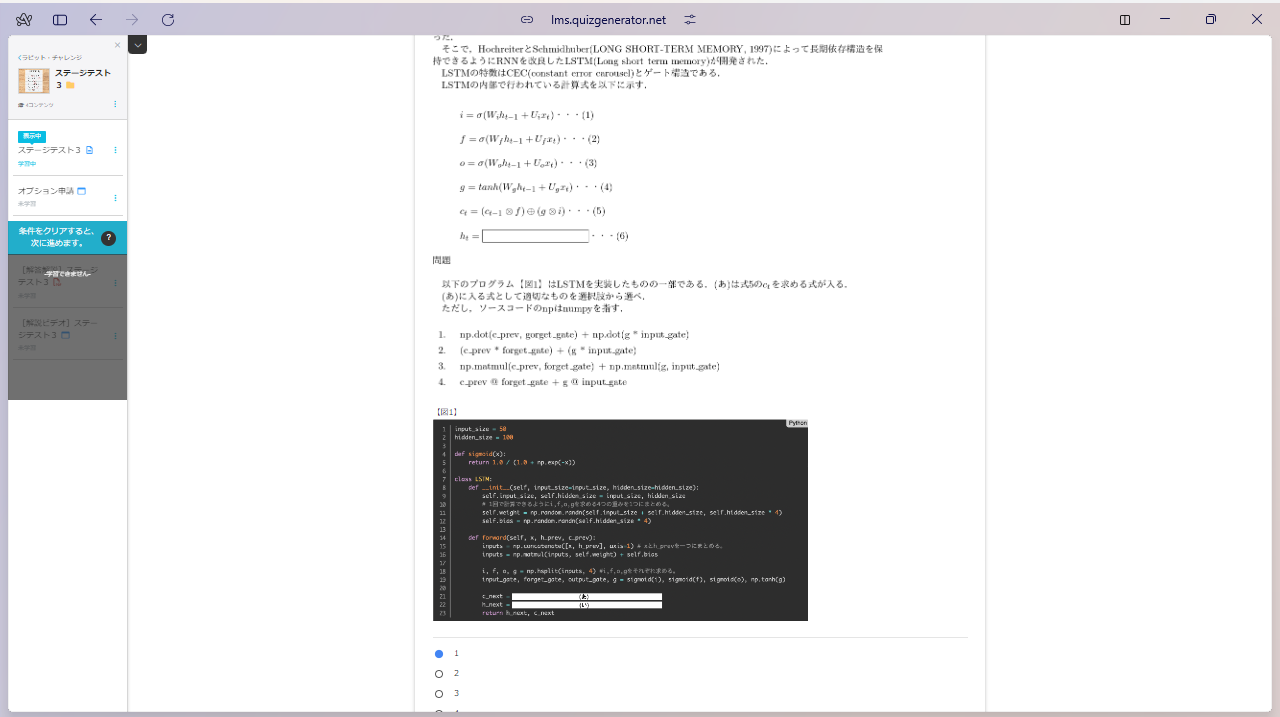 くラビット・チャレンジ
ステージテスト
3
eコンテンツ
表示中
ステージテスト3
学習中
オプション申請
未学習
条件をクリアすると、
次に進めます。
?
学習できません
未学習
[解説ビデオ] ステー
ジテスト3
未学習
った.
そこで, HochreiterとSchmidhuber(LONG SHORT-TERM MEMORY, 1997)によって長期依存構造を保
持できるようにRNNを改良したLSTM(Long short term memory)が開発された.
LSTMの特徴はCEC(constant error carousel)とゲート構造である.
LSTMの内部で行われている計算式を以下に示す.
i = σ(W_i h_{t−1} + U_i x_t)・・・(1)
f = σ(W_f h_{t−1} + U_f x_t)・・・(2)
o = σ(W_o h_{t−1} + U_o x_t)・・・(3)
g = tanh(W_g h_{t−1} + U_g x_t)・・・(4)
c_t = (c_{t−1} ⊗ f) ⊕ (g ⊗ i)・・・(5)
h_t = ・・・(6)
問題
以下のプログラム【図1】はLSTMを実装したものの一部である. (あ)は式5のc_tを求める式が入る.
(あ)に入る式として適切なものを選択肢から選べ.
ただし, ソースコードのnpはnumpyを指す.
1. np.dot(c_prev, gorget_gate) + np.dot(g * input_gate)
2. (c_prev * forget_gate) + (g * input_gate)
3. np.matmul(c_prev, forget_gate) + np.matmul(g, input_gate)
4. c_prev @ forget_gate + g @ input_gate
【図1】
Python
1 input_size = 50
2 hidden_size = 100
3
4 def sigmoid(x):
5 return 1.0 / (1.0 + np.exp(-x))
6
7 class LSTM:
8 def __init__(self, input_size=input_size, hidden_size=hidden_size):
9 self.input_size, self.hidden_size = input_size, hidden_size
10 # 1回で計算できるようにi,f,o,gを求める4つの重みを1つにまとめる。
11 self.weight = np.random.randn(self.input_size + self.hidden_size, self.hidden_size * 4)
12 self.bias = np.random.randn(self.hidden_size * 4)
13
14 def forward(self, x, h_prev, c_prev):
15 inputs = np.concatenate([x, h_prev], axis=1) # xとh_prevを一つにまとめる。
16 inputs = np.matmul(inputs, self.weight) + self.bias
17
18 i, f, o, g = np.hsplit(inputs, 4) #i,f,o,gをそれぞれ求める。
19 input_gate, forget_gate, output_gate, g = sigmoid(i), sigmoid(f), sigmoid(o), np.tanh(g)
20
21 c_next = (あ)
22 h_next = (い)
23 return h_next, c_next
1
2
3